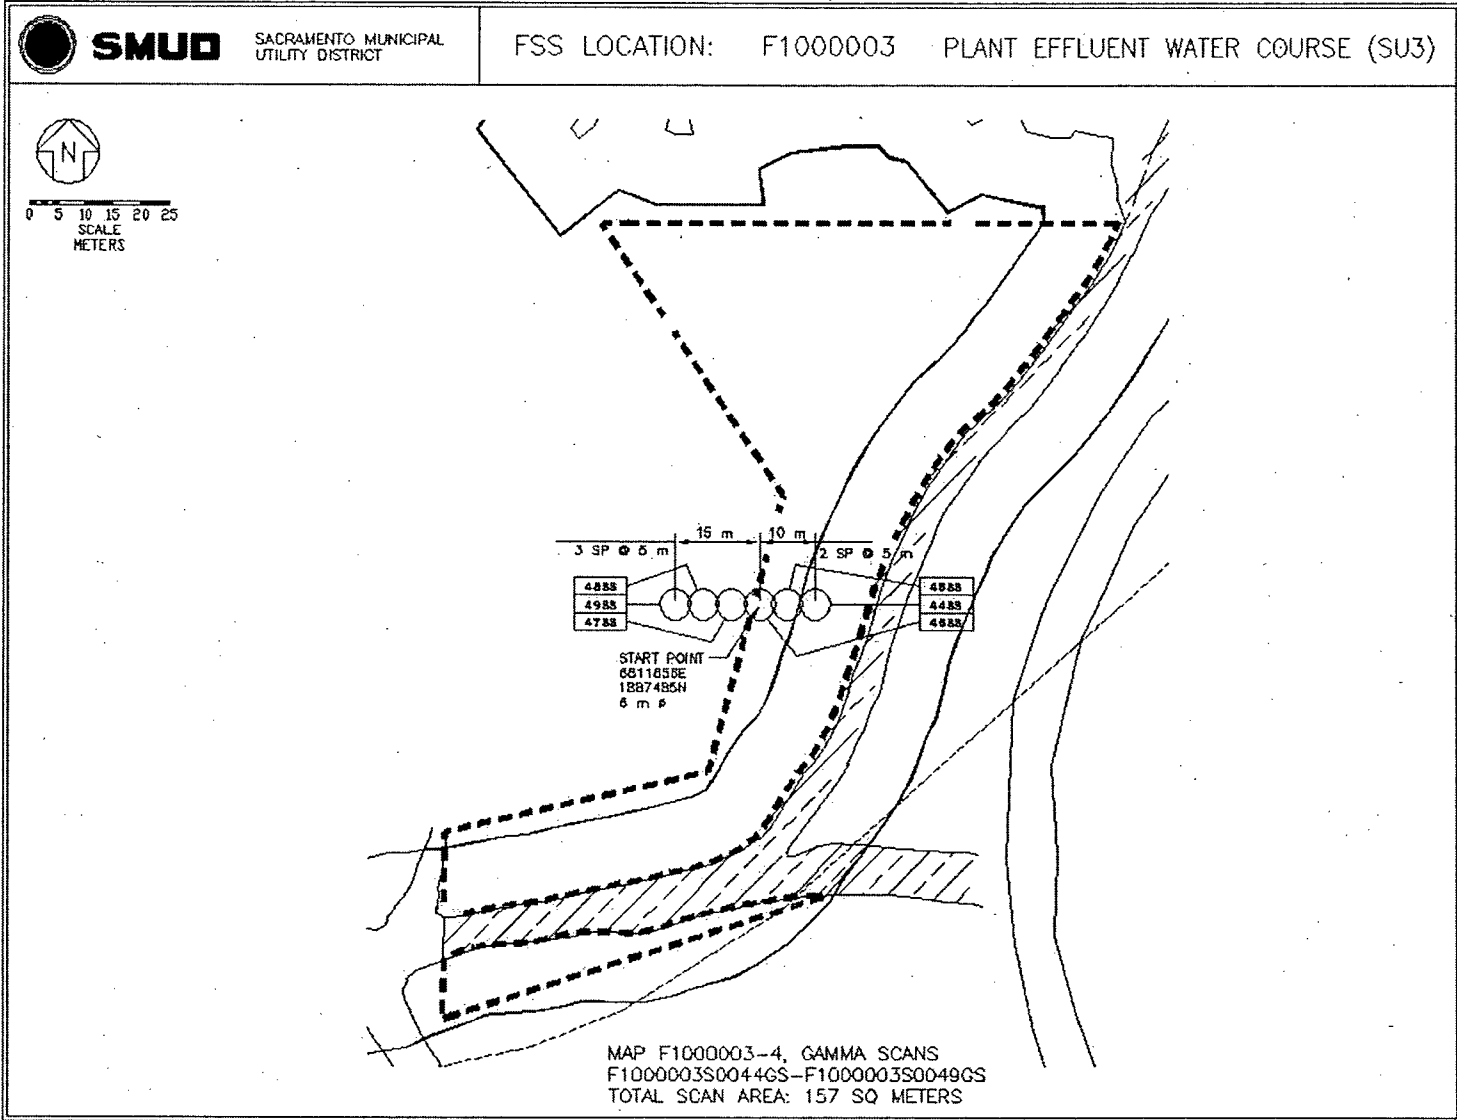 SMUD
SACRAMENTO MUNICIPAL
UTILITY DISTRICT
FSS LOCATION: F1000003 PLANT EFFLUENT WATER COURSE (SU3)
N
0 5 10 15 20 25
SCALE
METERS
15 m
10 m
3 SP @ 5 m
2 SP @ 5 m
START POINT
MAP F1000003-4, GAMMA SCANS
F1000003S0044GS-F1000003S0049GS
TOTAL SCAN AREA: 157 SQ METERS